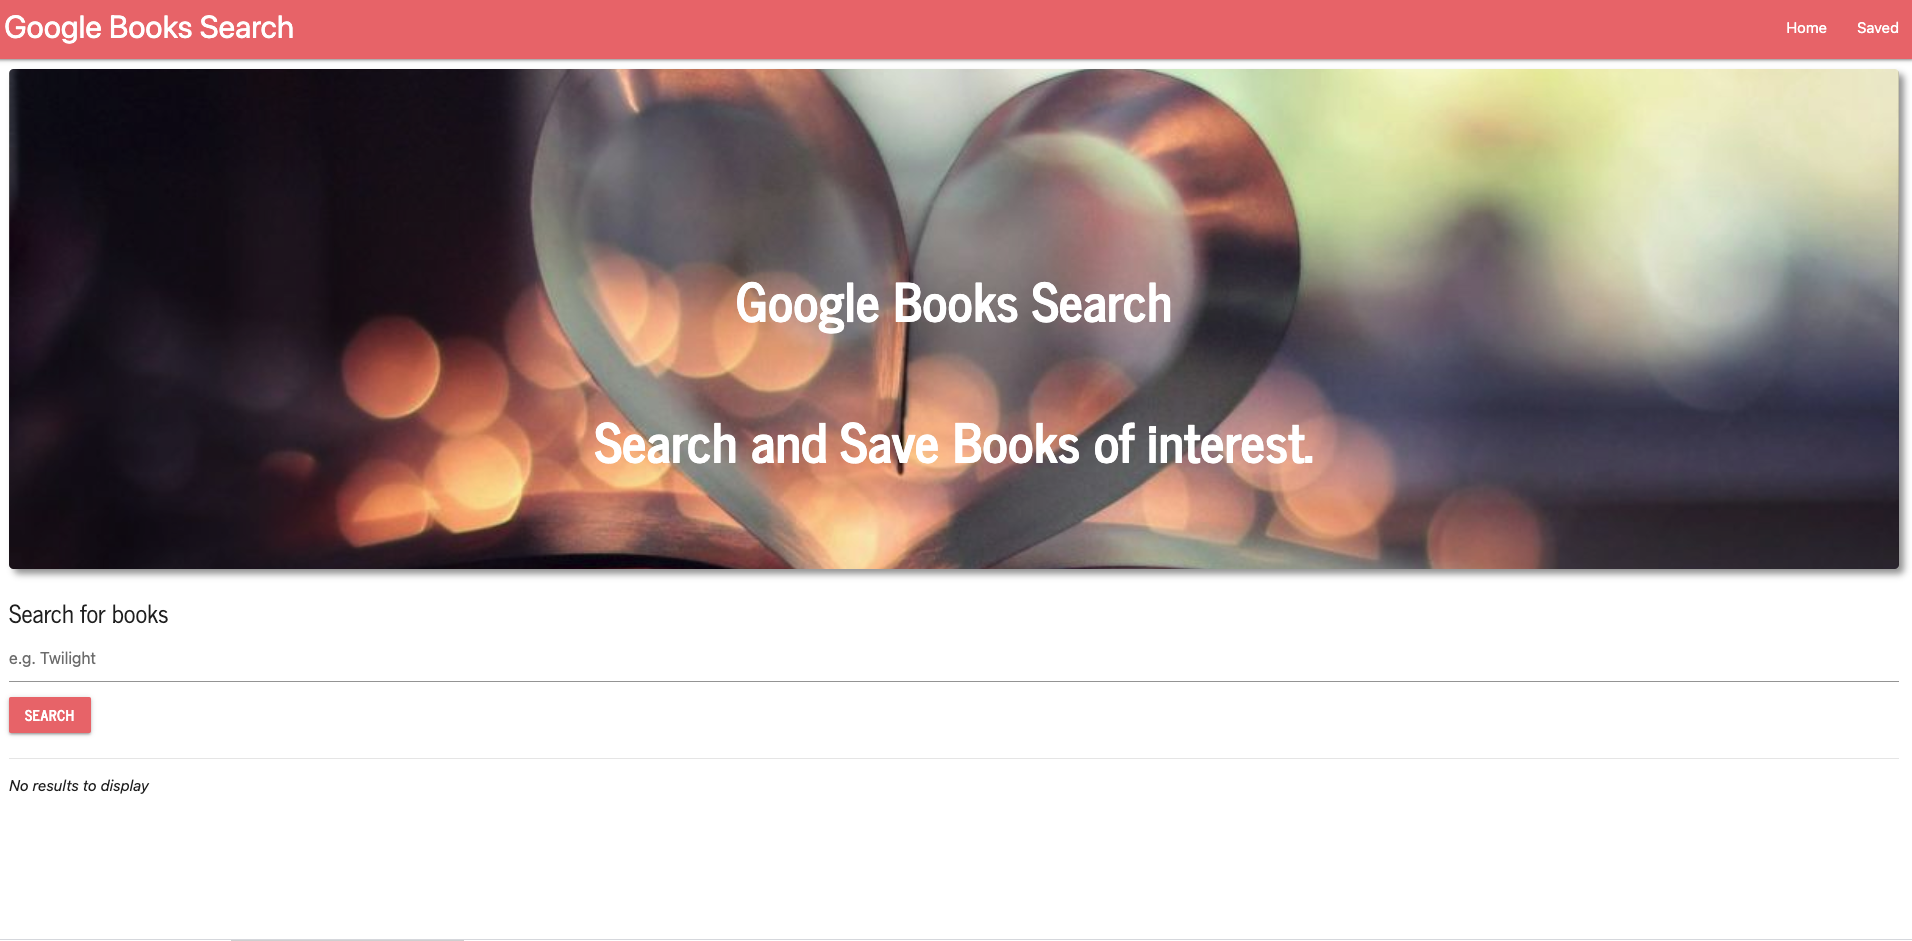 Google Books Search
Home
Saved
Google Books Search
Search and Save Books of interest.
Search for books
e.g. Twilight
SEARCH
No results to display